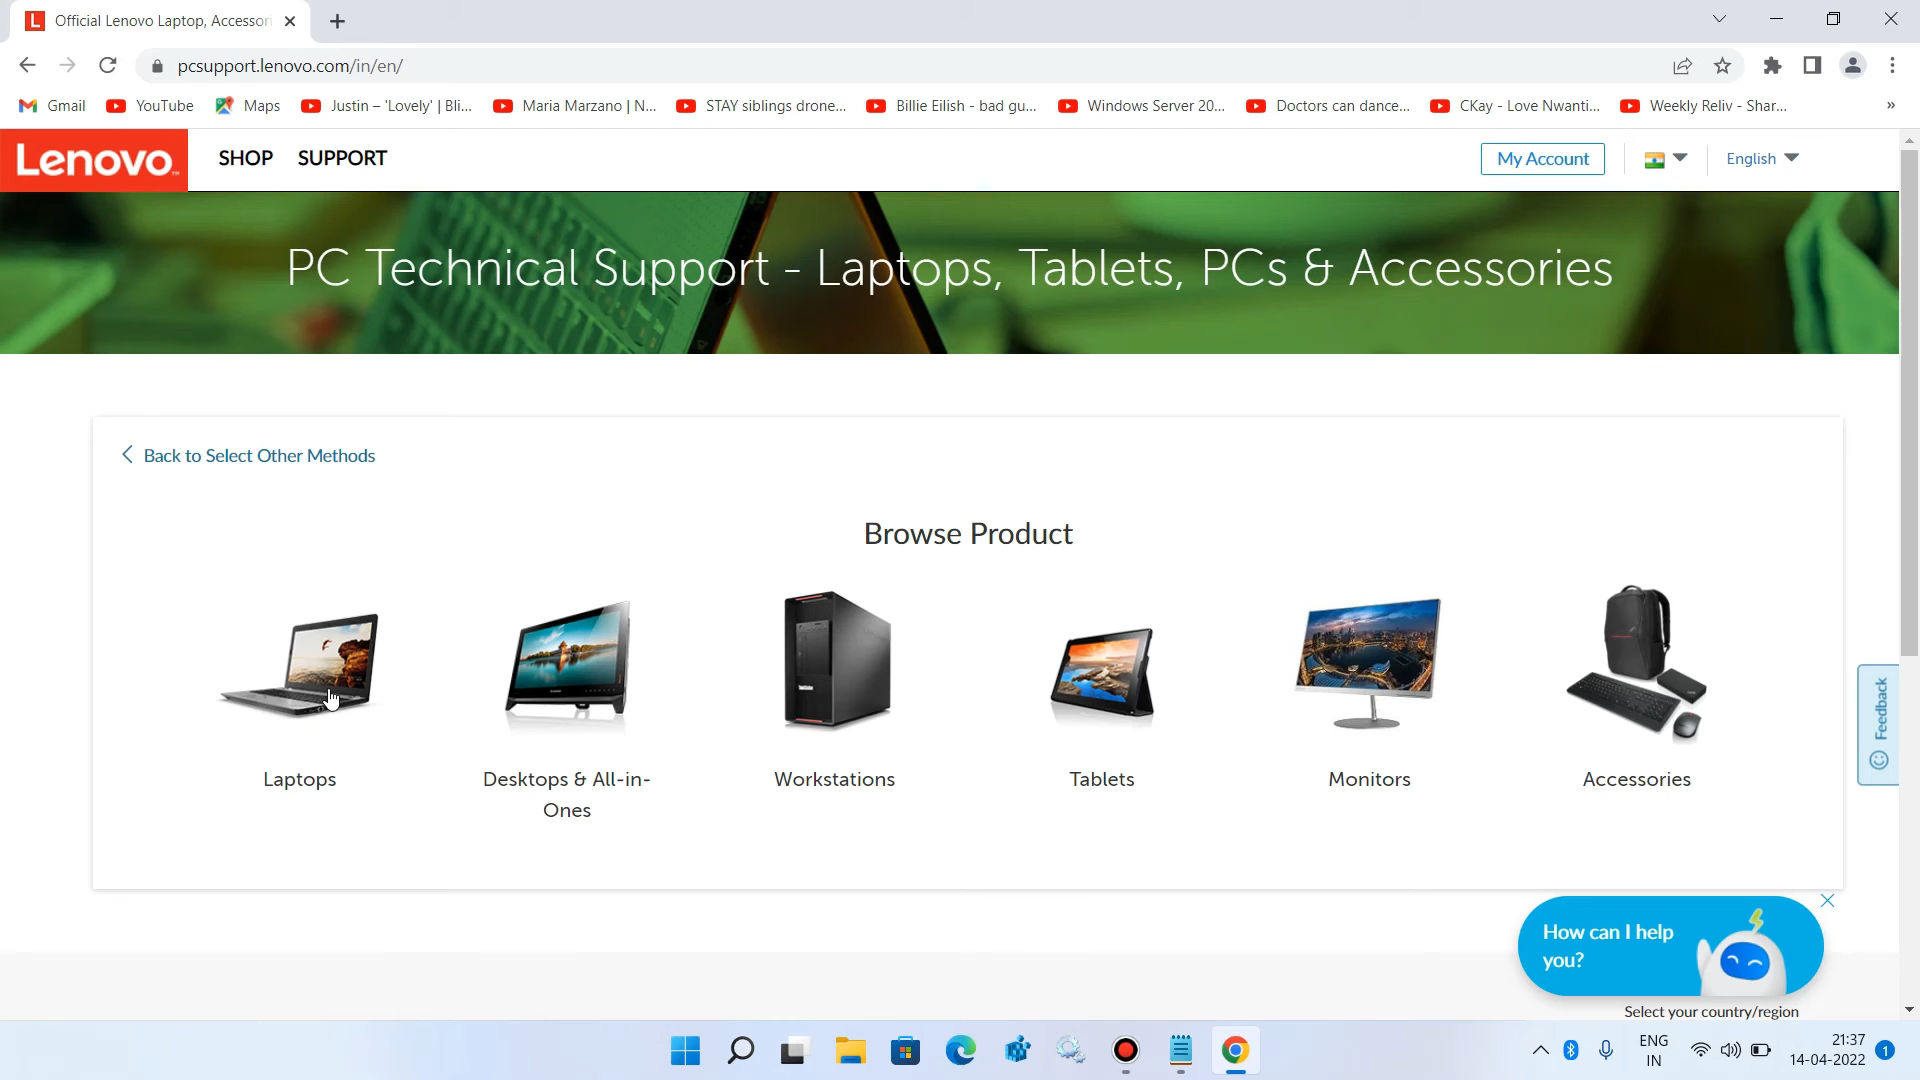 Official Lenovo Laptop, Accessori
pcsupport.lenovo.com/in/en/
Gmail YouTube Maps Justin – 'Lovely' | Bli... Maria Marzano | N... STAY siblings drone... Billie Eilish - bad gu... Windows Server 20... Doctors can dance... CKay - Love Nwanti... Weekly Reliv - Shar... »
Lenovo SHOP SUPPORT My Account English
PC Technical Support - Laptops, Tablets, PCs & Accessories
Back to Select Other Methods
Browse Product
Laptops Desktops & All-in- Workstations Tablets Monitors Accessories
Ones
Feedback
How can I help
you?
Select your country/region
ENG 21:37
IN 14-04-2022 1